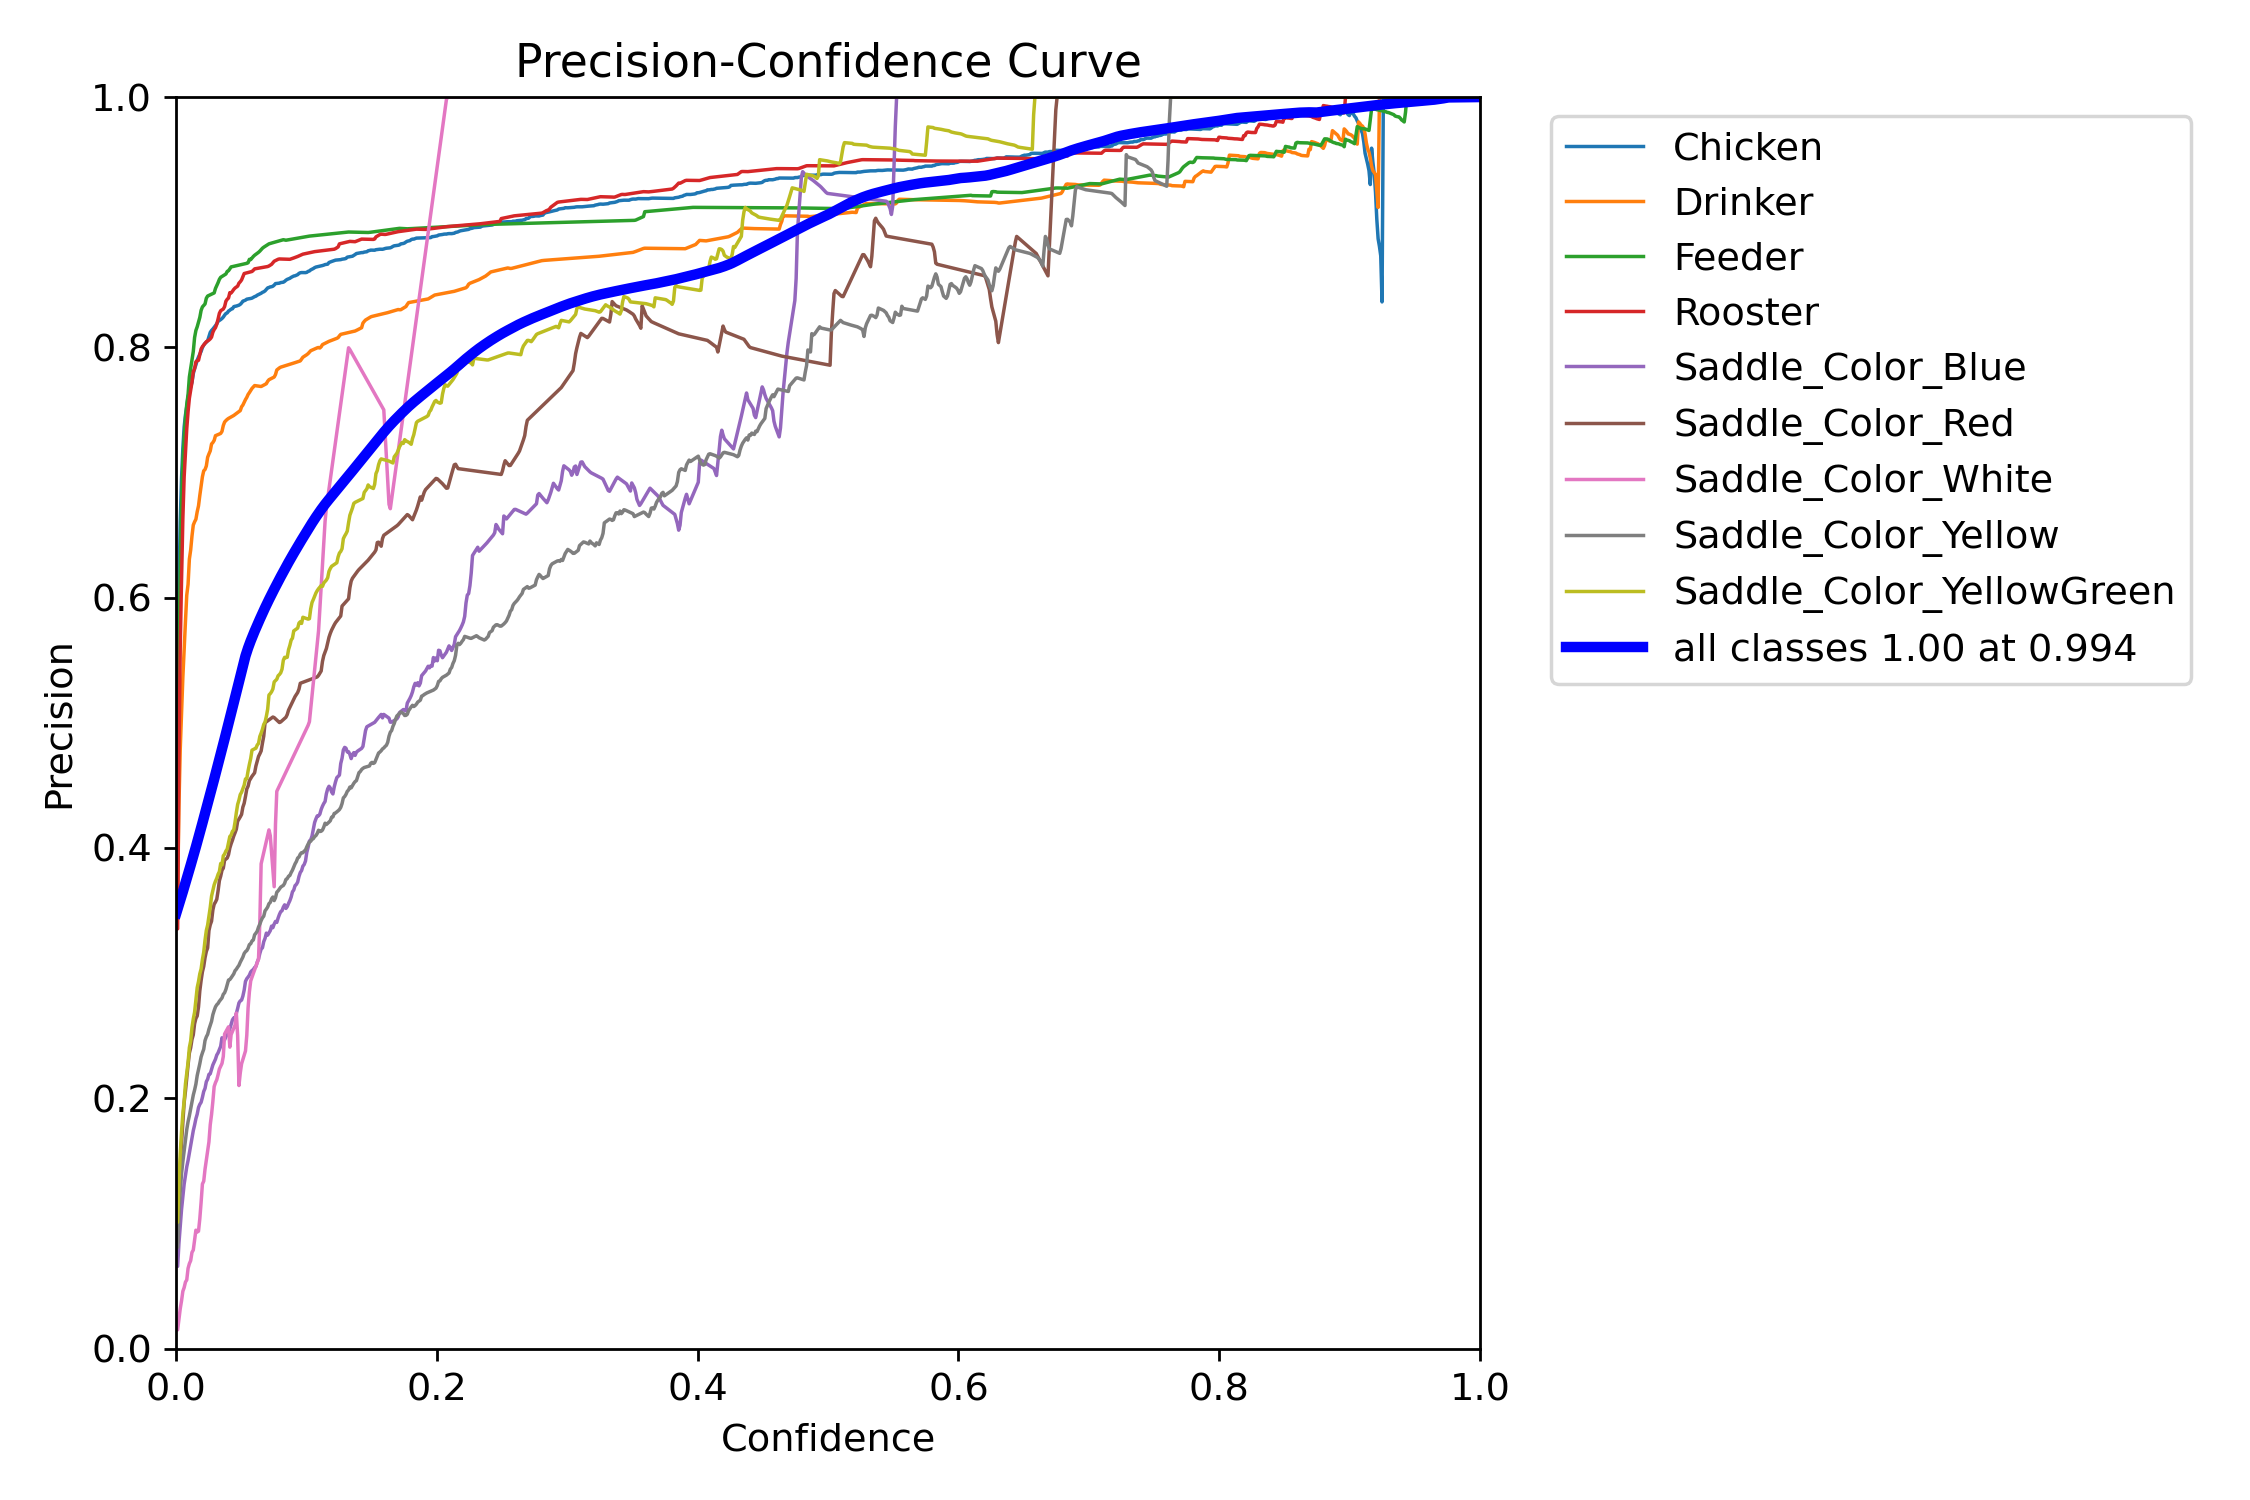 Precision-Confidence Curve
1.0
0.8
0.6
0.4
0.2
0.0
Precision
0.0 0.2 0.4 0.6 0.8 1.0
Confidence
Chicken
Drinker
Feeder
Rooster
Saddle_Color_Blue
Saddle_Color_Red
Saddle_Color_White
Saddle_Color_Yellow
Saddle_Color_YellowGreen
all classes 1.00 at 0.994